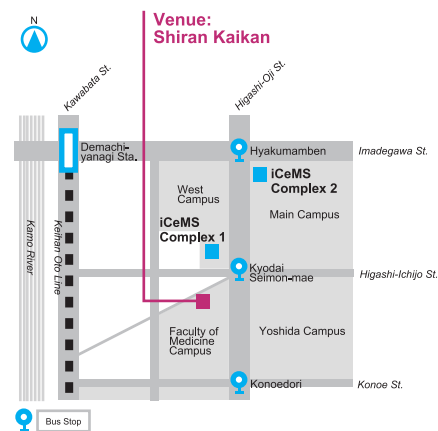 N
Venue:
Shiran Kaikan
Kawabata St.
Higashi-Oji St.
Demachi-
yanagi Sta.
Hyakumamben
Imadegawa St.
iCeMS
Complex 2
West
Campus
Main Campus
iCeMS
Complex 1
Kamo River
Keihan Oto Line
Kyodai
Seimon-mae
Higashi-Ichijo St.
Faculty of
Medicine
Campus
Yoshida Campus
Konoedori
Konoe St.
Bus Stop